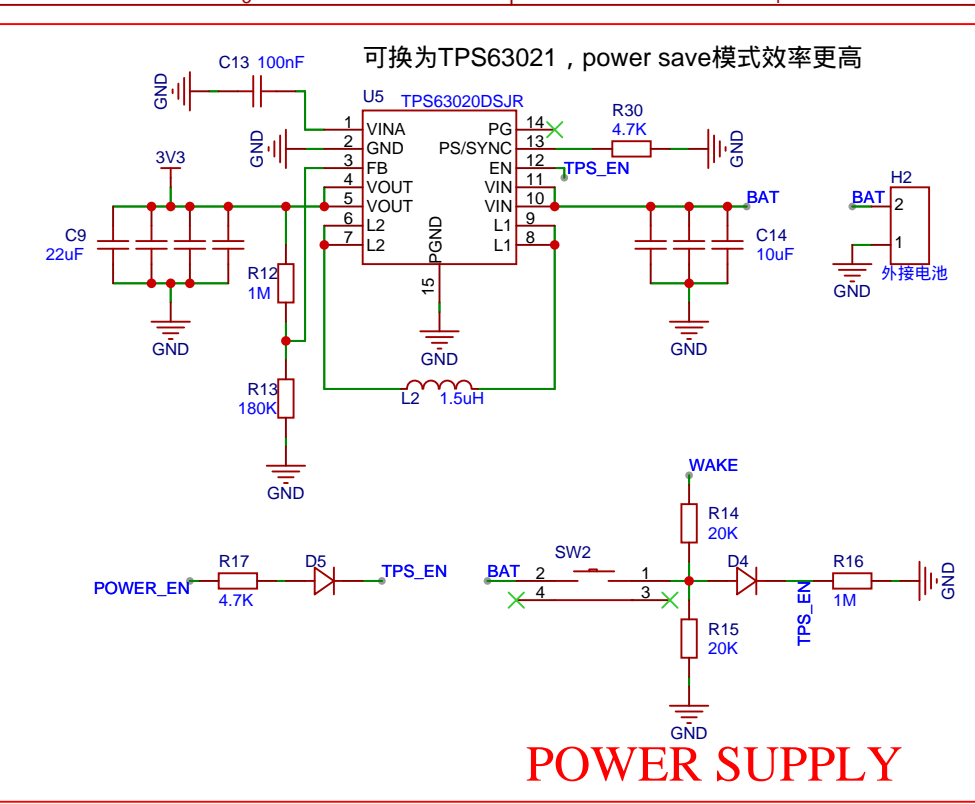 可换为TPS63021，power save模式效率更高
C13 100nF
GND
U5
TPS63020DSJR
1 VINA
2 GND
3 FB
4 VOUT
5 VOUT
6 L2
7 L2
PG 14
PS/SYNC 13
EN 12
VIN 11
VIN 10
L1 9
L1 8
PGND
15
GND
GND
R30
4.7K
GND
TPS_EN
3V3
C9
22uF
GND
R12
1M
R13
180K
GND
L2 1.5uH
BAT
C14
10uF
GND
H2
BAT 2
1
GND
外接电池
POWER_EN
R17
4.7K
D5
TPS_EN
WAKE
R14
20K
SW2
BAT 2 1
4 3
D4
TPS_EN
R16
1M
GND
R15
20K
GND
POWER SUPPLY